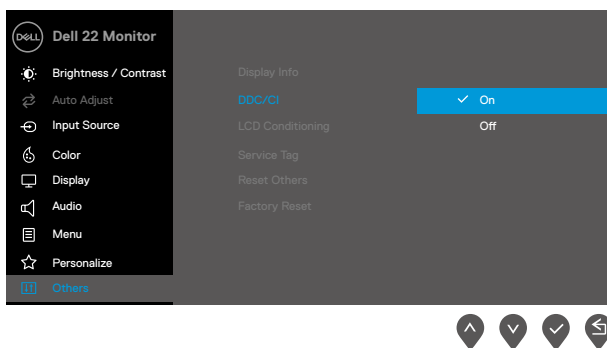 DELL Dell 22 Monitor
Brightness / Contrast Display Info
Auto Adjust DDC/CI On
Input Source LCD Conditioning Off
Color Service Tag
Display Reset Others
Audio Factory Reset
Menu
Personalize
Others